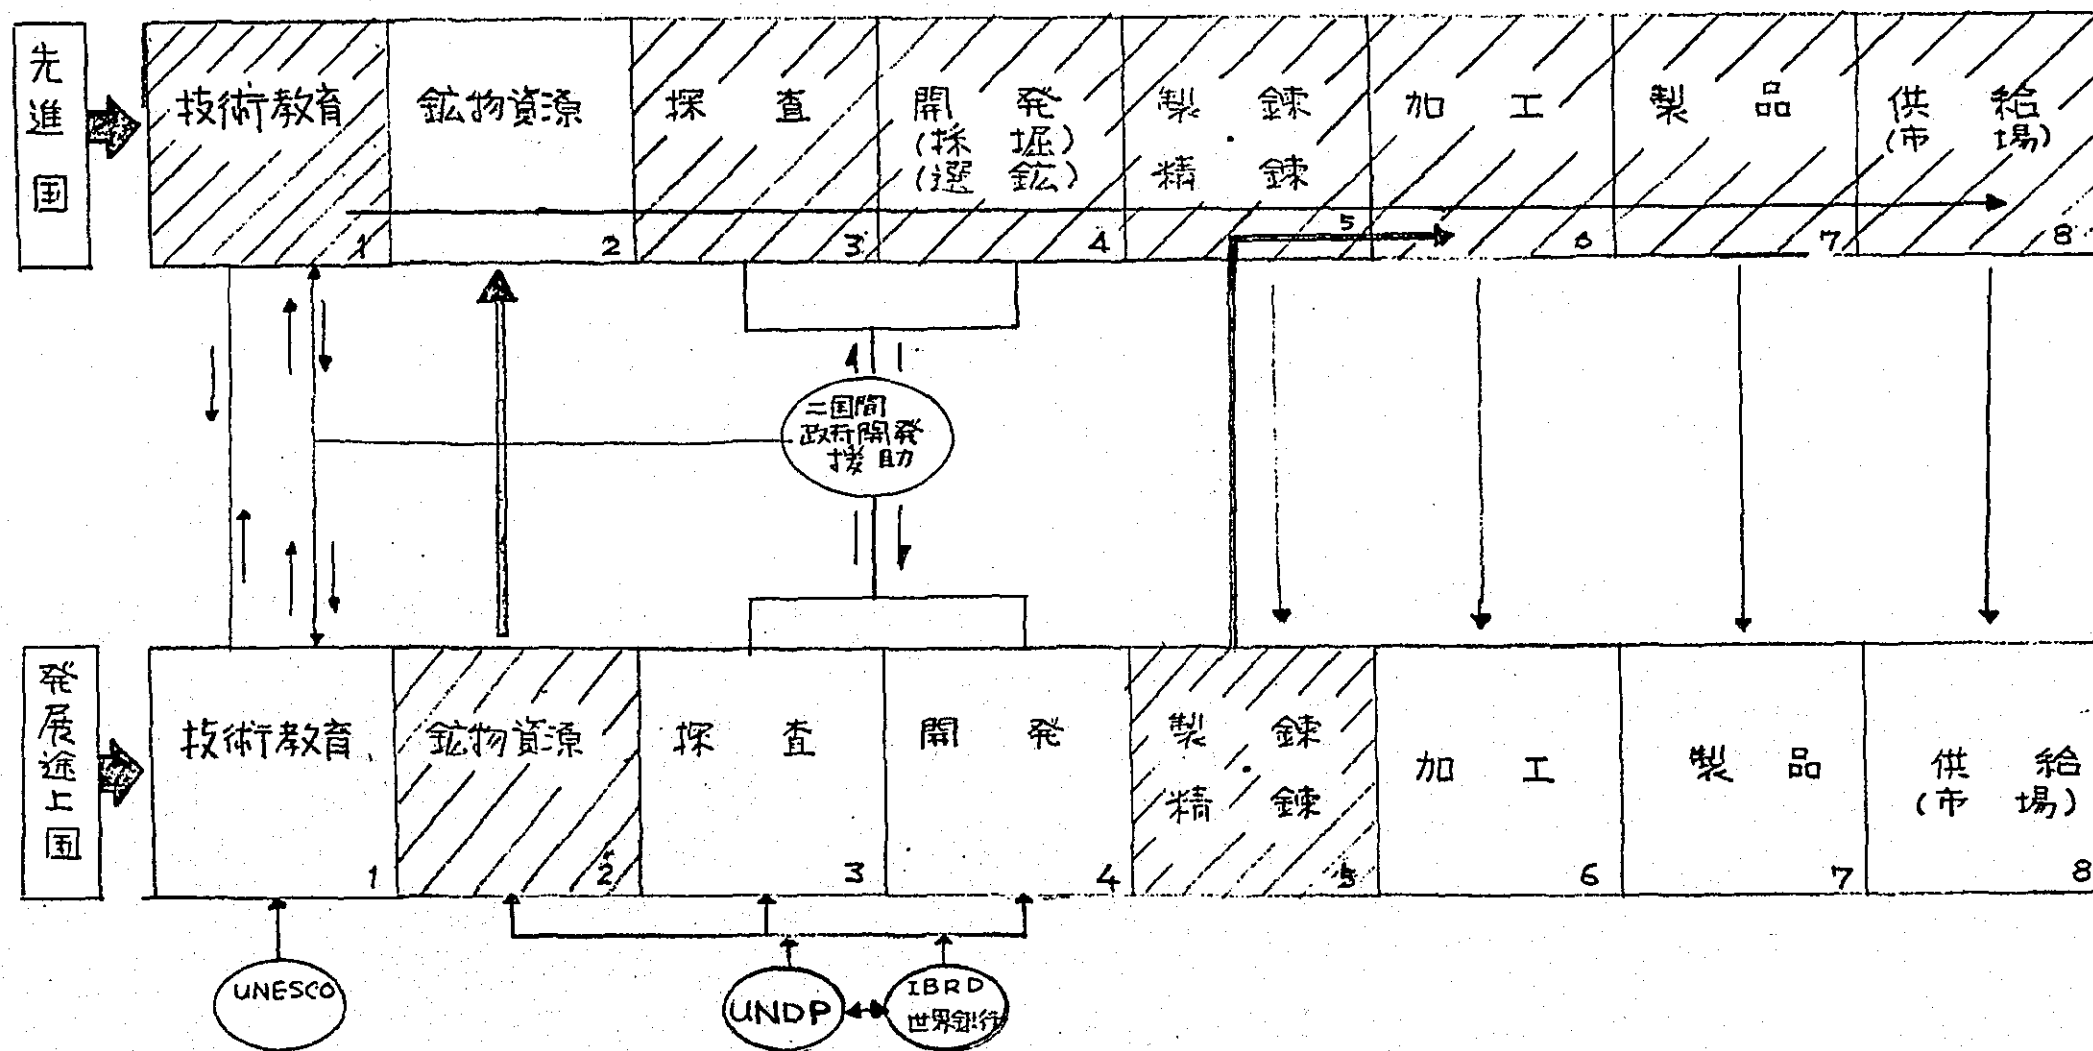 先進国
技術教育
1
鉱物資源
2
探査
3
開発
(採掘)
(選鉱)
4
製錬
・
精錬
5
加工
6
製品
7
供給
(市場)
8
二国間
政府開発
援助
発展途上国
技術教育
1
鉱物資源
2
探査
3
開発
4
製錬
・
精錬
5
加工
6
製品
7
供給
(市場)
8
UNESCO
UNDP
IBRD
世界銀行